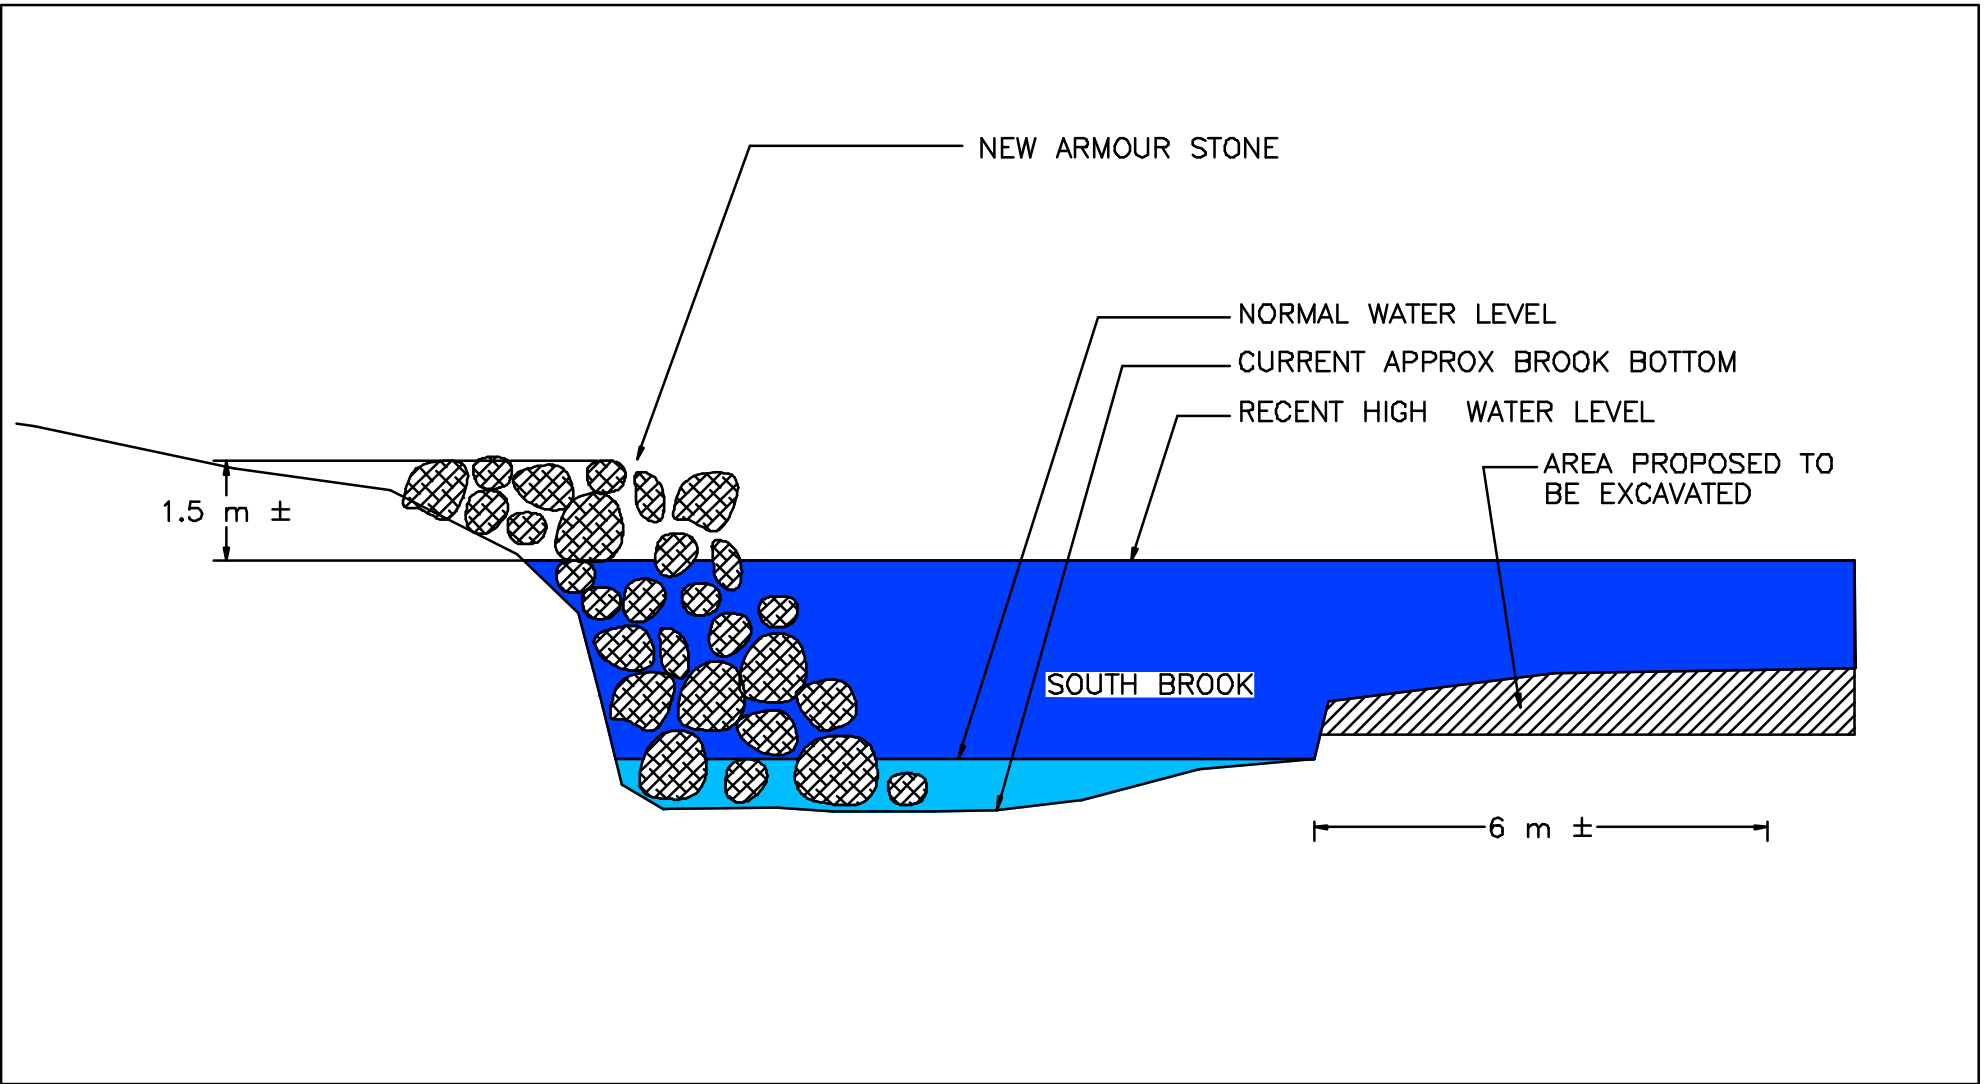 NEW ARMOUR STONE
NORMAL WATER LEVEL
CURRENT APPROX BROOK BOTTOM
RECENT HIGH WATER LEVEL
AREA PROPOSED TO
BE EXCAVATED
1.5 m ±
SOUTH BROOK
6 m ±